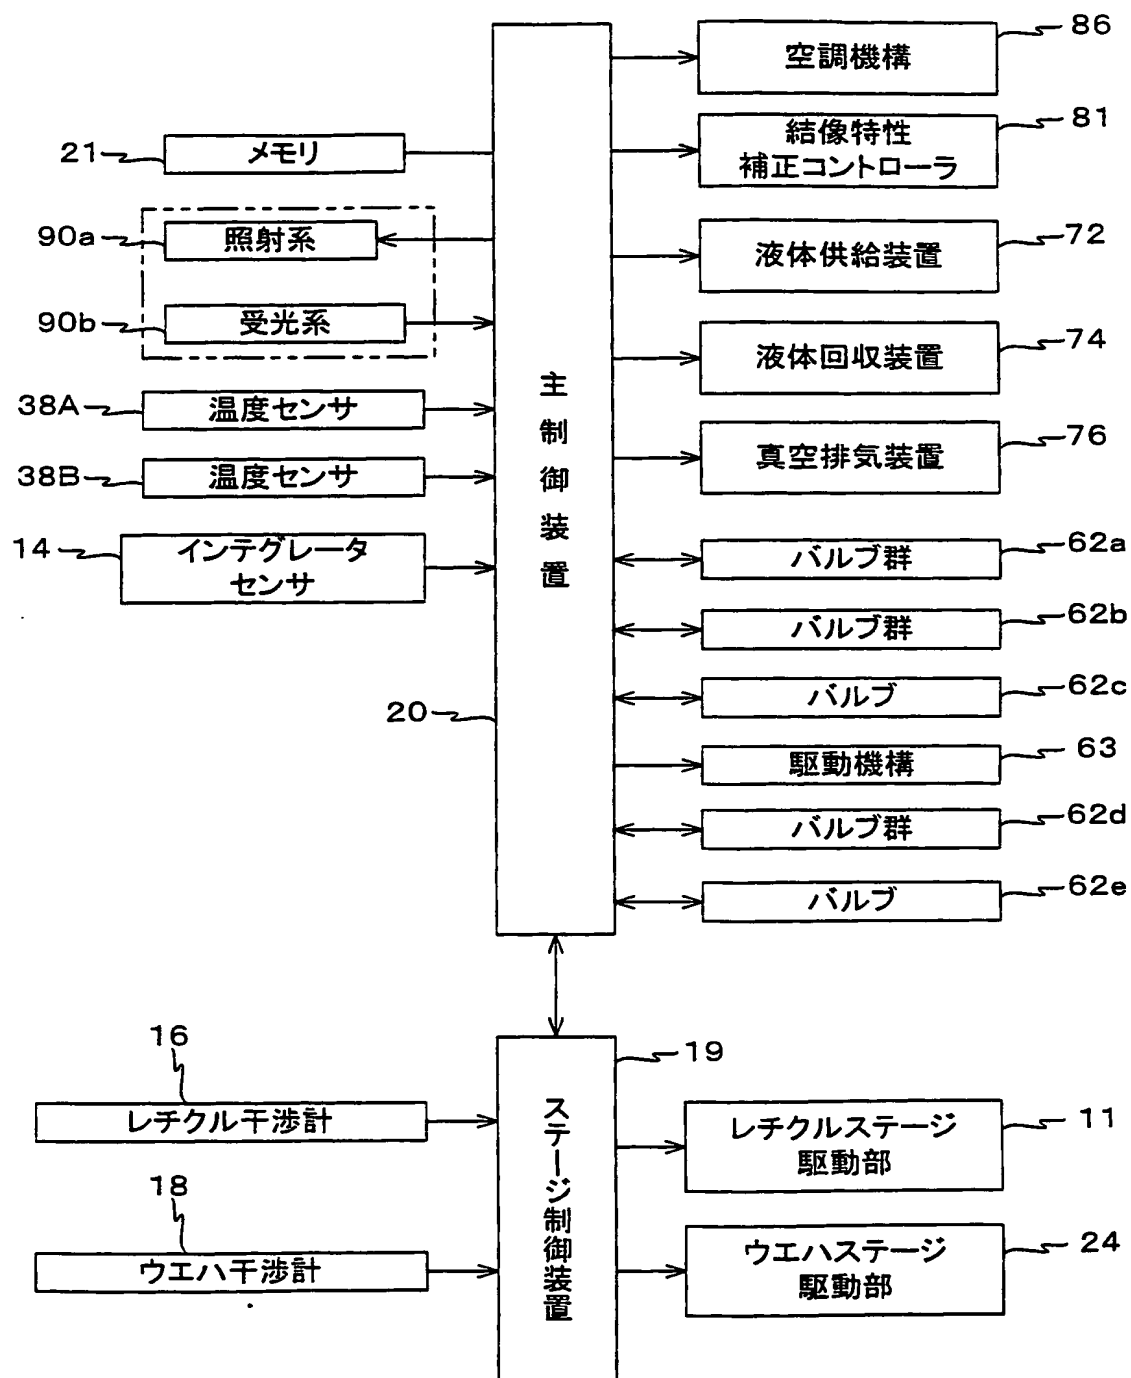 86
空調機構
81
結像特性
補正コントローラ
21
メモリ
90a
照射系
72
液体供給装置
90b
受光系
74
液体回収装置
38A
温度センサ
76
真空排気装置
38B
温度センサ
14
インテグレータ
センサ
主制御装置
20
62a
バルブ群
62b
バルブ群
62c
バルブ
63
駆動機構
62d
バルブ群
62e
バルブ
16
レチクル干渉計
19
ステージ制御装置
11
レチクルステージ
駆動部
18
ウエハ干渉計
24
ウエハステージ
駆動部